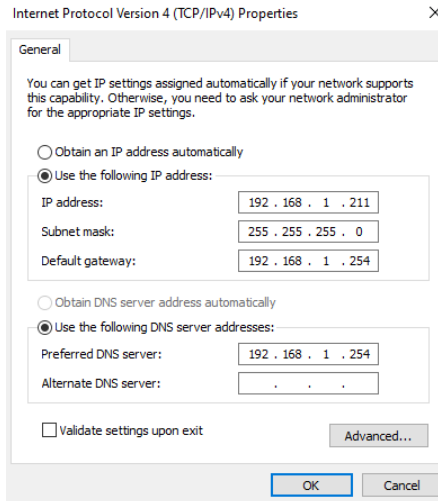 Internet Protocol Version 4 (TCP/IPv4) Properties
General
You can get IP settings assigned automatically if your network supports
this capability. Otherwise, you need to ask your network administrator
for the appropriate IP settings.
Obtain an IP address automatically
Use the following IP address:
IP address: 192 . 168 . 1 . 211
Subnet mask: 255 . 255 . 255 . 0
Default gateway: 192 . 168 . 1 . 254
Obtain DNS server address automatically
Use the following DNS server addresses:
Preferred DNS server: 192 . 168 . 1 . 254
Alternate DNS server: . . .
Validate settings upon exit
Advanced...
OK Cancel